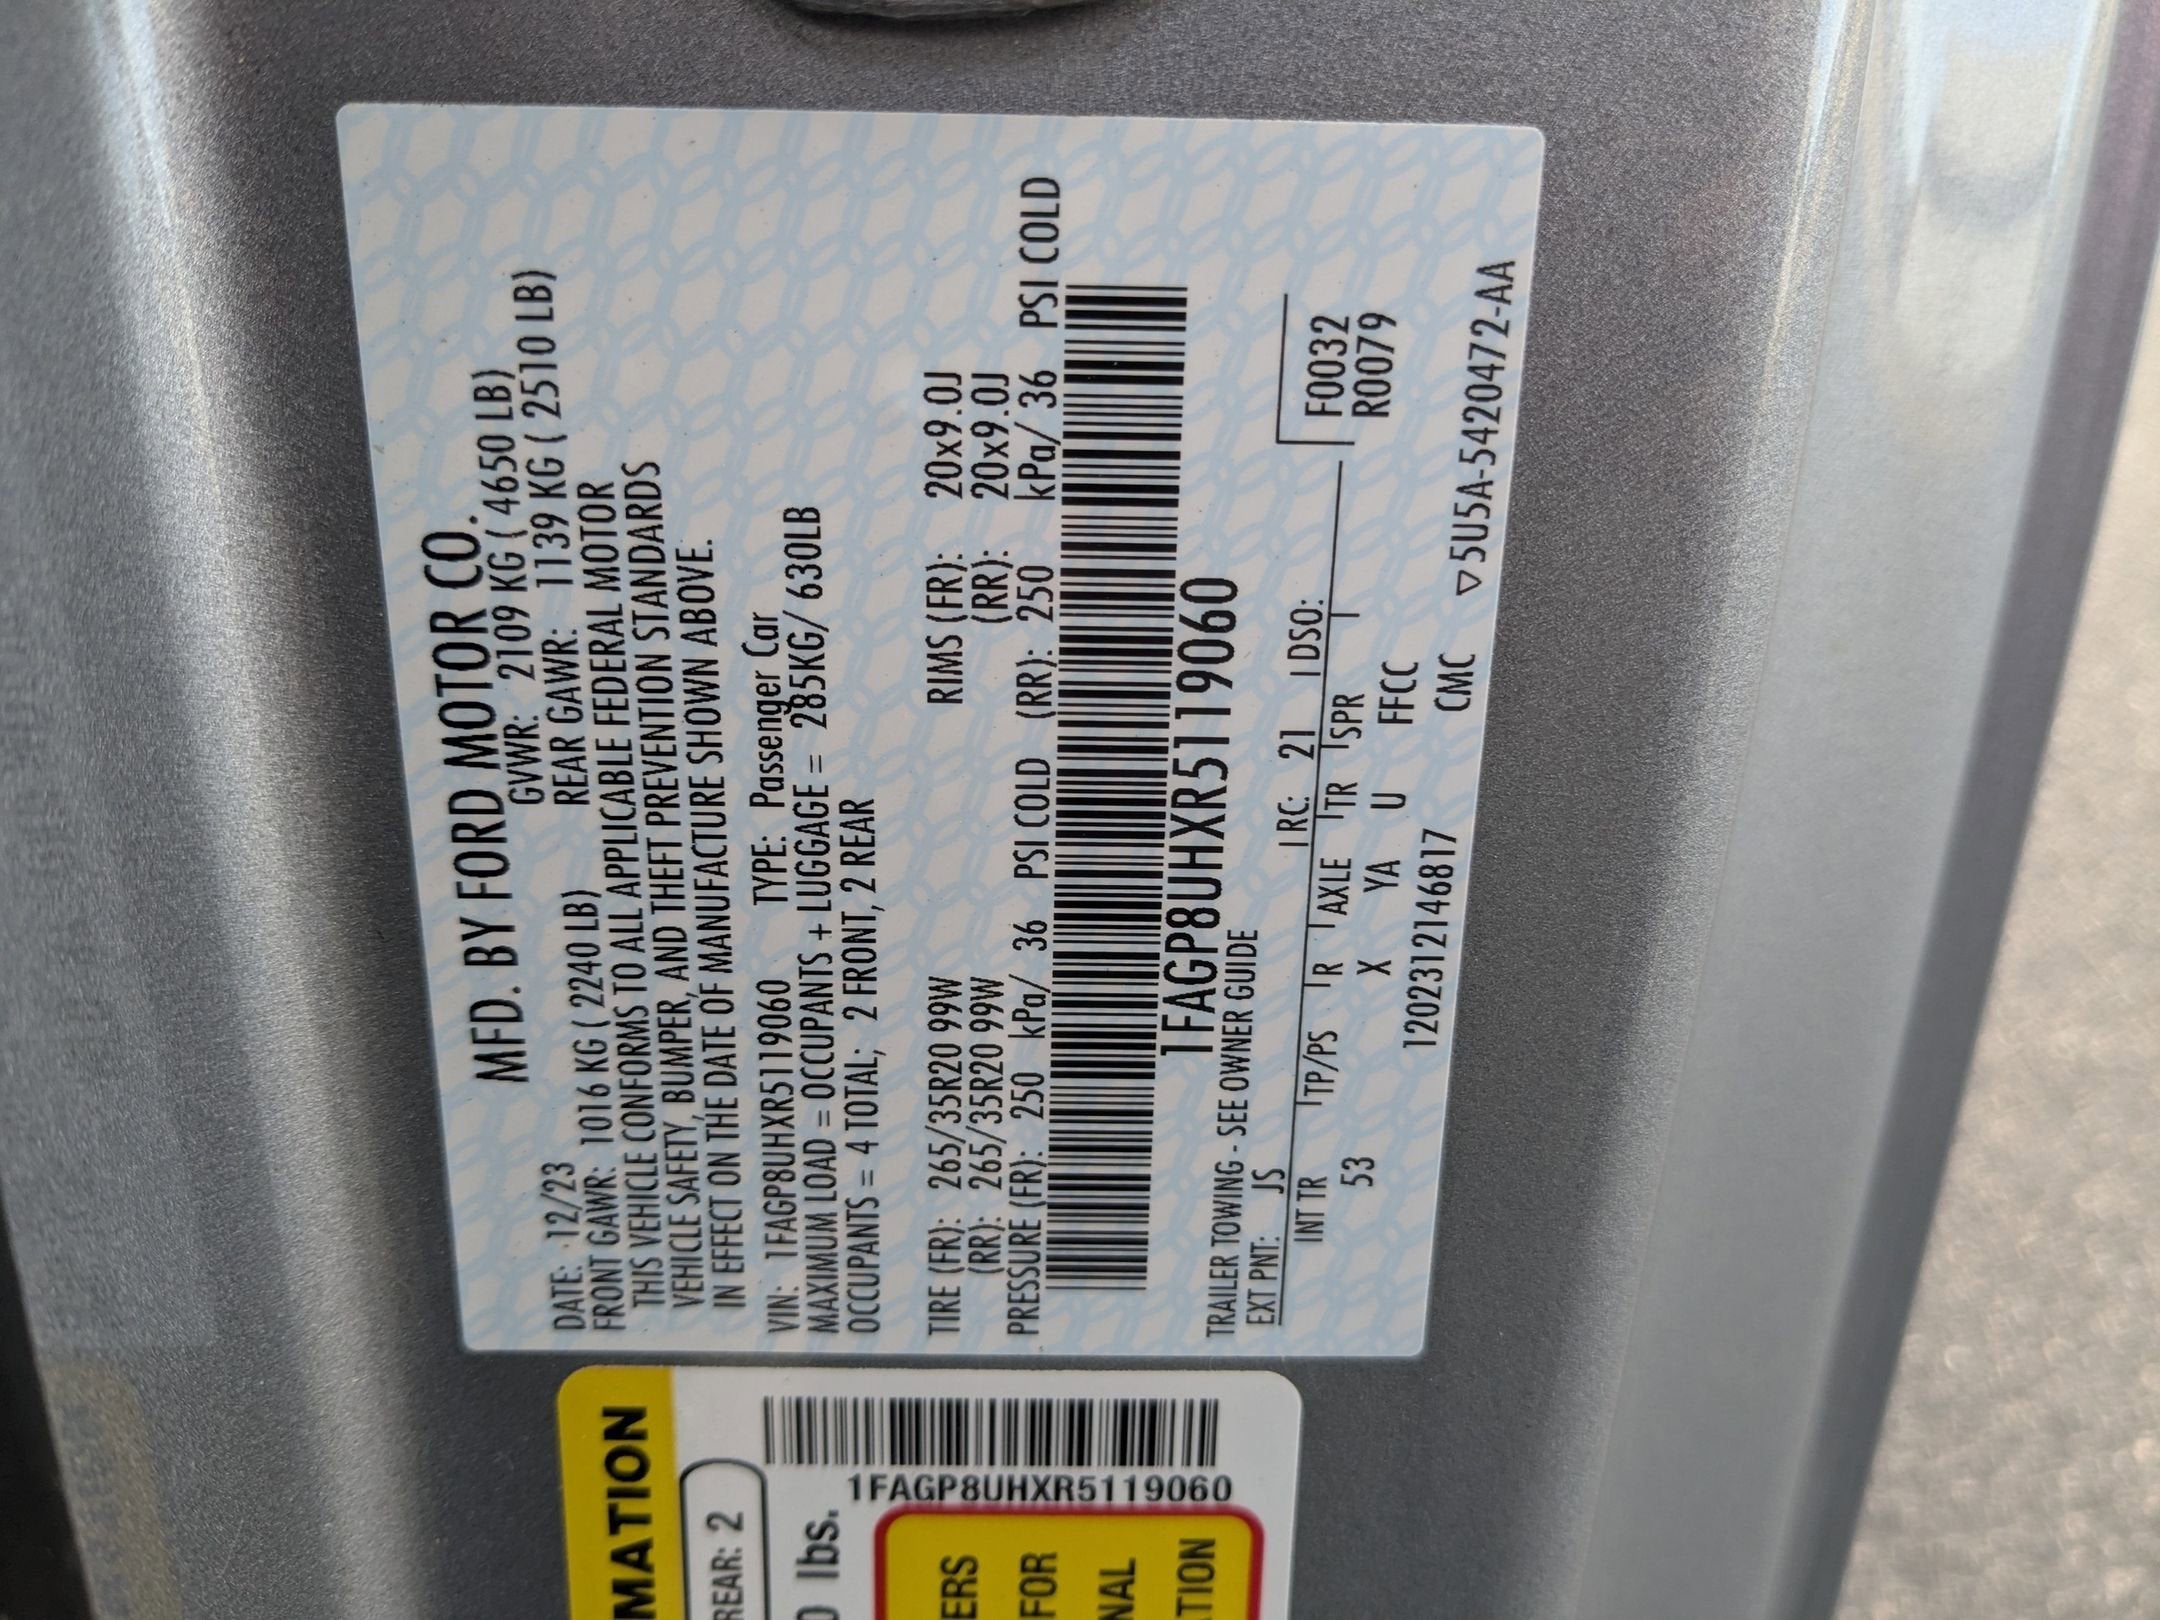 MFD. BY FORD MOTOR CO.
DATE: 12/23 GVWR: 2109 KG ( 4650 LB)
FRONT GAWR: 1016 KG ( 2240 LB) REAR GAWR: 1139 KG ( 2510 LB)
THIS VEHICLE CONFORMS TO ALL APPLICABLE FEDERAL MOTOR
VEHICLE SAFETY, BUMPER, AND THEFT PREVENTION STANDARDS
IN EFFECT ON THE DATE OF MANUFACTURE SHOWN ABOVE.
VIN: 1FAGP8UHXR5119060 TYPE: Passenger Car
MAXIMUM LOAD = OCCUPANTS + LUGGAGE = 285KG/ 630LB
OCCUPANTS = 4 TOTAL; 2 FRONT, 2 REAR
TIRE (FR): 265/35R20 99W RIMS (FR): 20x9.0J
(RR): 265/35R20 99W (RR): 20x9.0J
PRESSURE (FR): 250 kPa/ 36 PSI COLD (RR): 250 kPa/ 36 PSI COLD
1FAGP8UHXR5119060
TRAILER TOWING - SEE OWNER GUIDE
EXT PNT: JS RC: 21 DSO:
F0032
R0079
INT TR TP/PS R AXLE TR SPR
53 X YA U FFCC
12023121214 6817 CMC ▽5U5A-5420472-AA
MATION
REAR: 2
0 lbs.
1FAGP8UHXR5119060
ERS
FOR
NAL
TION